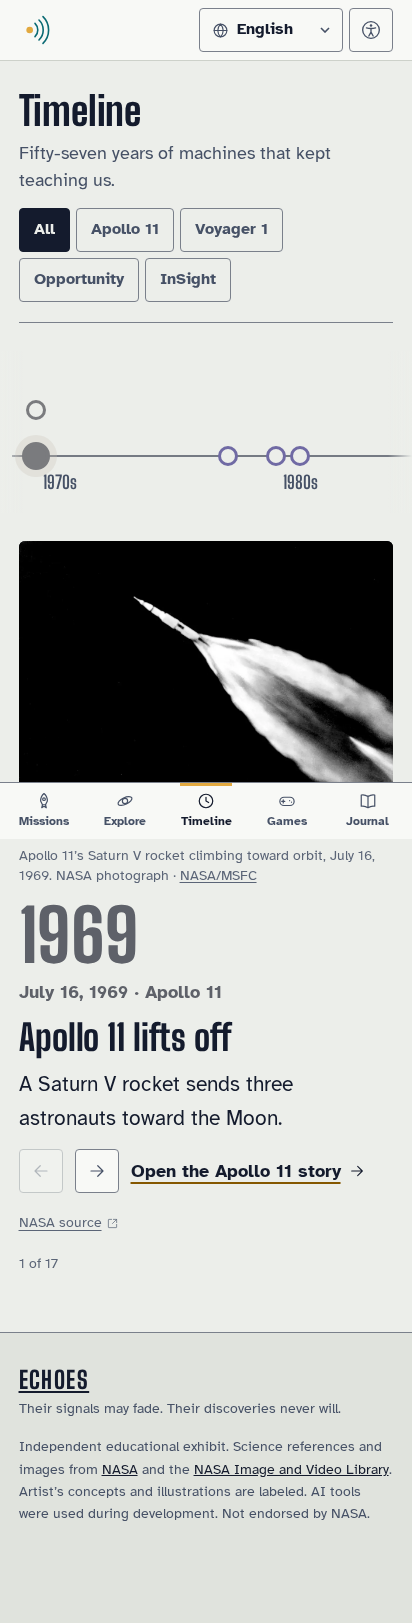 English
Timeline
Fifty-seven years of machines that kept
teaching us.
All
Apollo 11
Voyager 1
Opportunity
InSight
1970s
1980s
Missions
Explore
Timeline
Games
Journal
Apollo 11's Saturn V rocket climbing toward orbit, July 16,
1969. NASA photograph · NASA/MSFC
1969
July 16, 1969 · Apollo 11
Apollo 11 lifts off
A Saturn V rocket sends three
astronauts toward the Moon.
Open the Apollo 11 story →
NASA source
1 of 17
ECHOES
Their signals may fade. Their discoveries never will.
Independent educational exhibit. Science references and
images from NASA and the NASA Image and Video Library.
Artist's concepts and illustrations are labeled. AI tools
were used during development. Not endorsed by NASA.